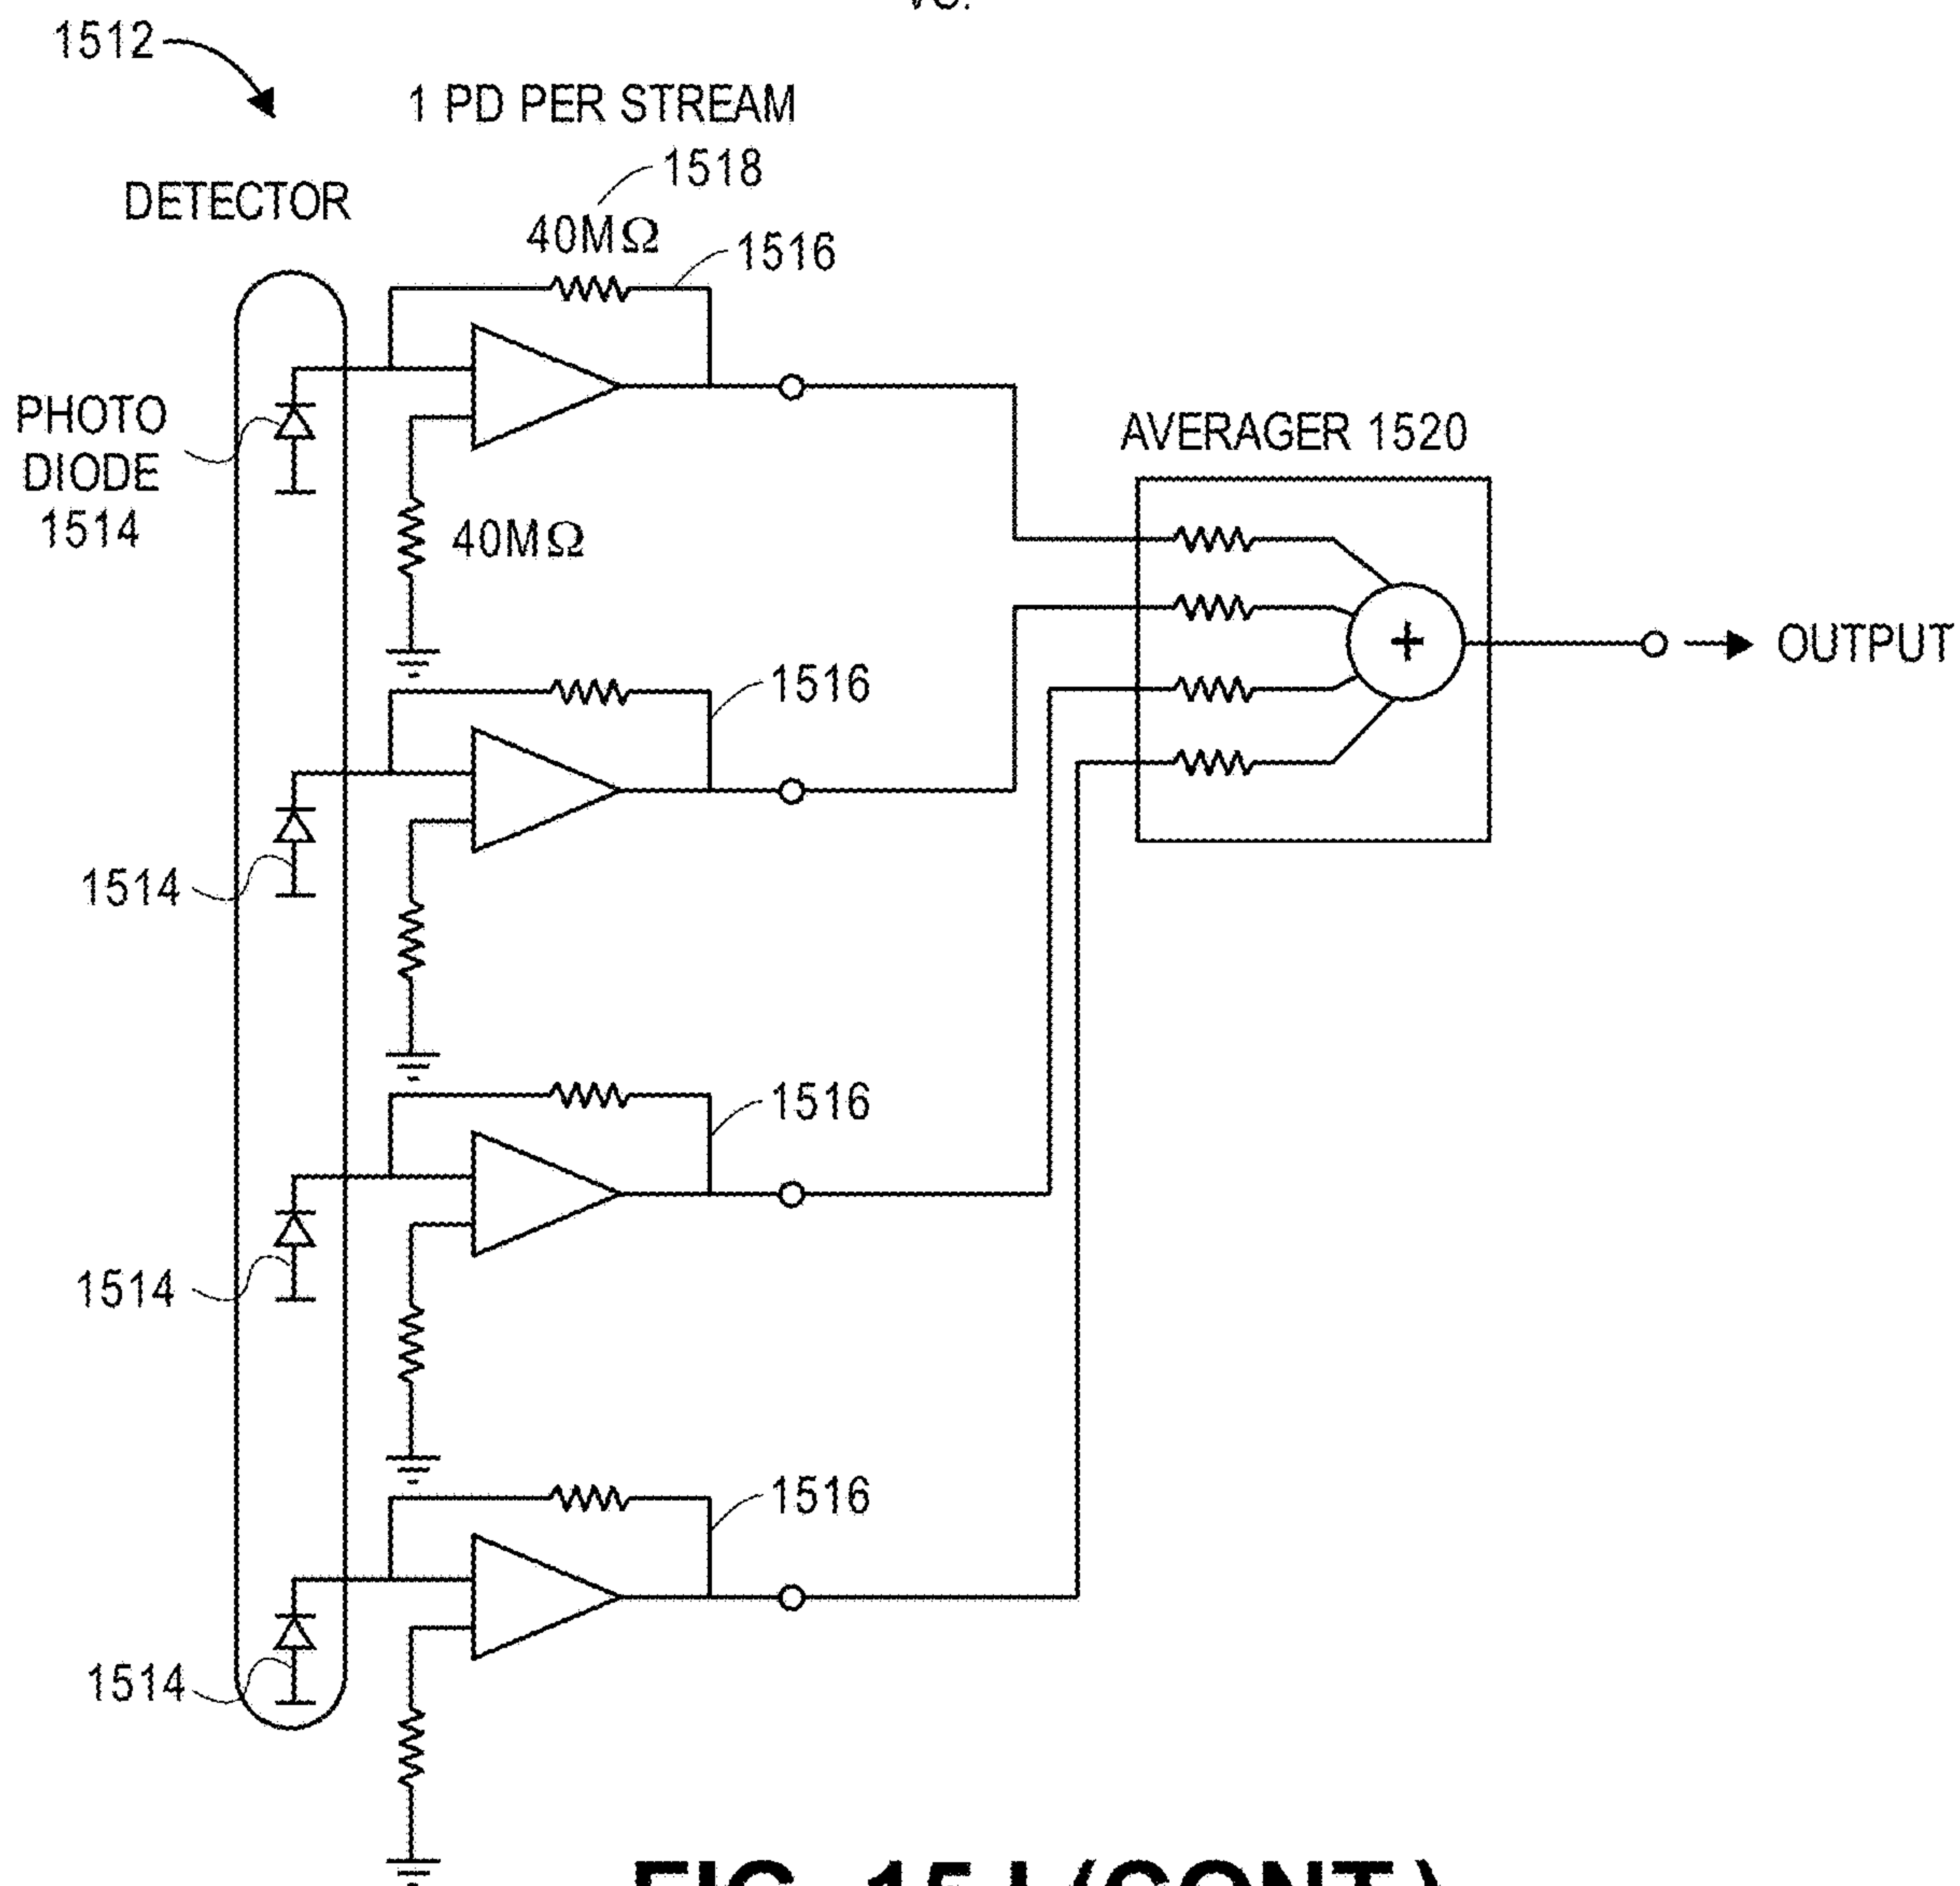 1512
1 PD PER STREAM
1518
DETECTOR
40MΩ
1516
PHOTO
DIODE
1514
AVERAGER 1520
40MΩ
+
OUTPUT
1516
1514
1516
1514
1516
1514